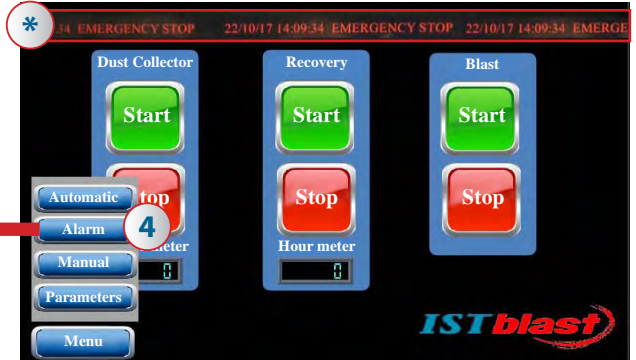 *
34 EMERGENCY STOP 22/10/17 14:09:34 EMERGENCY STOP 22/10/17 14:09:34 EMERGE
Dust Collector Recovery Blast
Start Start Start
Stop Stop
Automatic
Alarm 4
Hour meter
Manual
0 0
Parameters
Menu
ISTblast